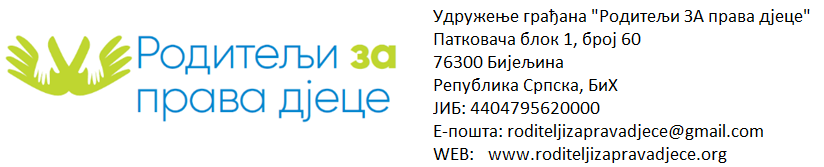 Родитељи за
права дјеце
Удружење грађана "Родитељи ЗА права дјеце"
Патковача блок 1, број 60
76300 Бијељина
Република Српска, БиХ
ЈИБ: 4404795620000
Е-пошта: roditeljizapravadjece@gmail.com
WEB: www.roditeljizapravadjece.org